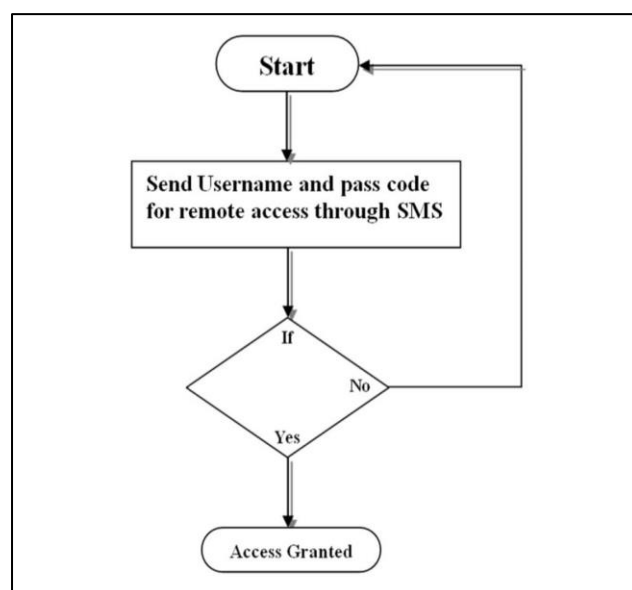 Start
Send Username and pass code
for remote access through SMS
If
No
Yes
Access Granted